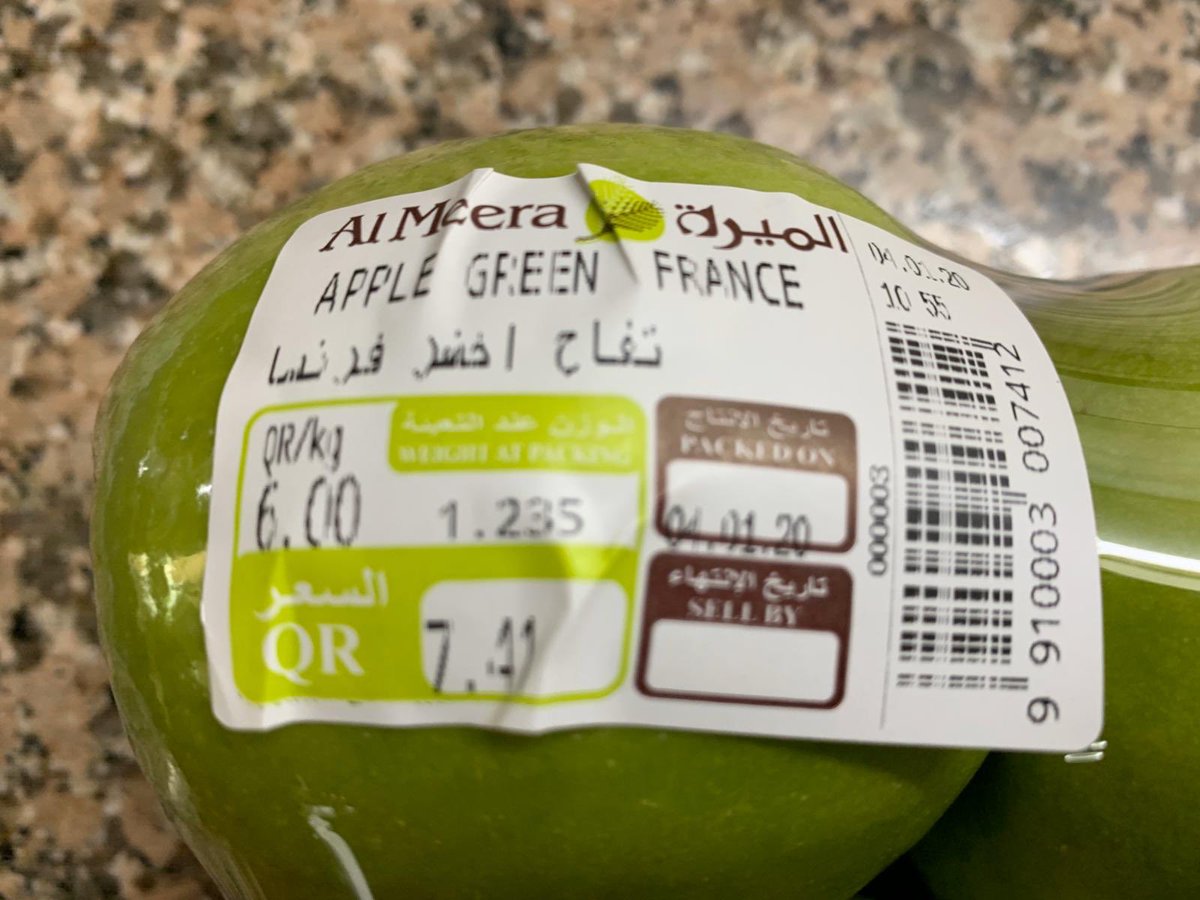 Al Meera الميرة
APPLE GREEN FRANCE
تفاح اخضر فرنسا
QR/kg
6.00
الوزن عند التعبئة
WEIGHT AT PACKING
1.235
السعر
QR
7.41
تاريخ الإنتاج
PACKED ON
04.01.20
تاريخ الإنتهاء
SELL BY
04.01.20
10 55
000003
9 910003 007412